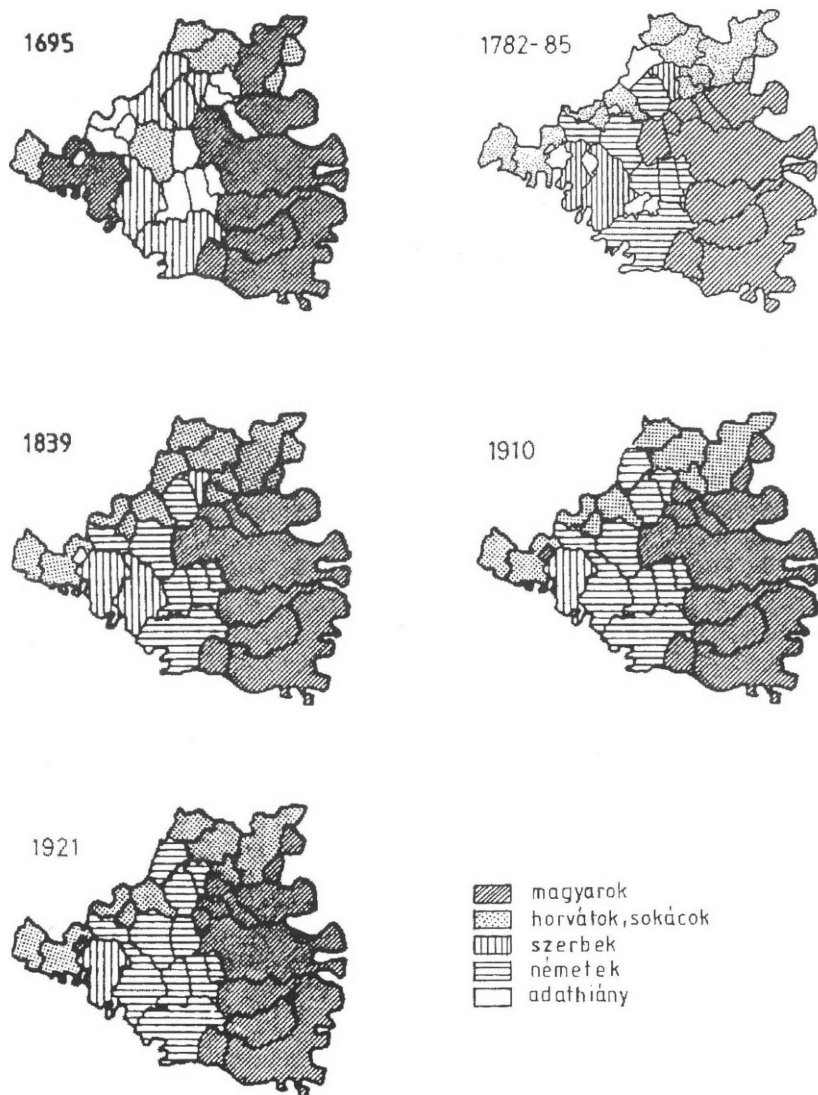 1695
1782-85
1839
1910
1921
magyarok
horvátok, sokácok
szerbek
németek
adathiány